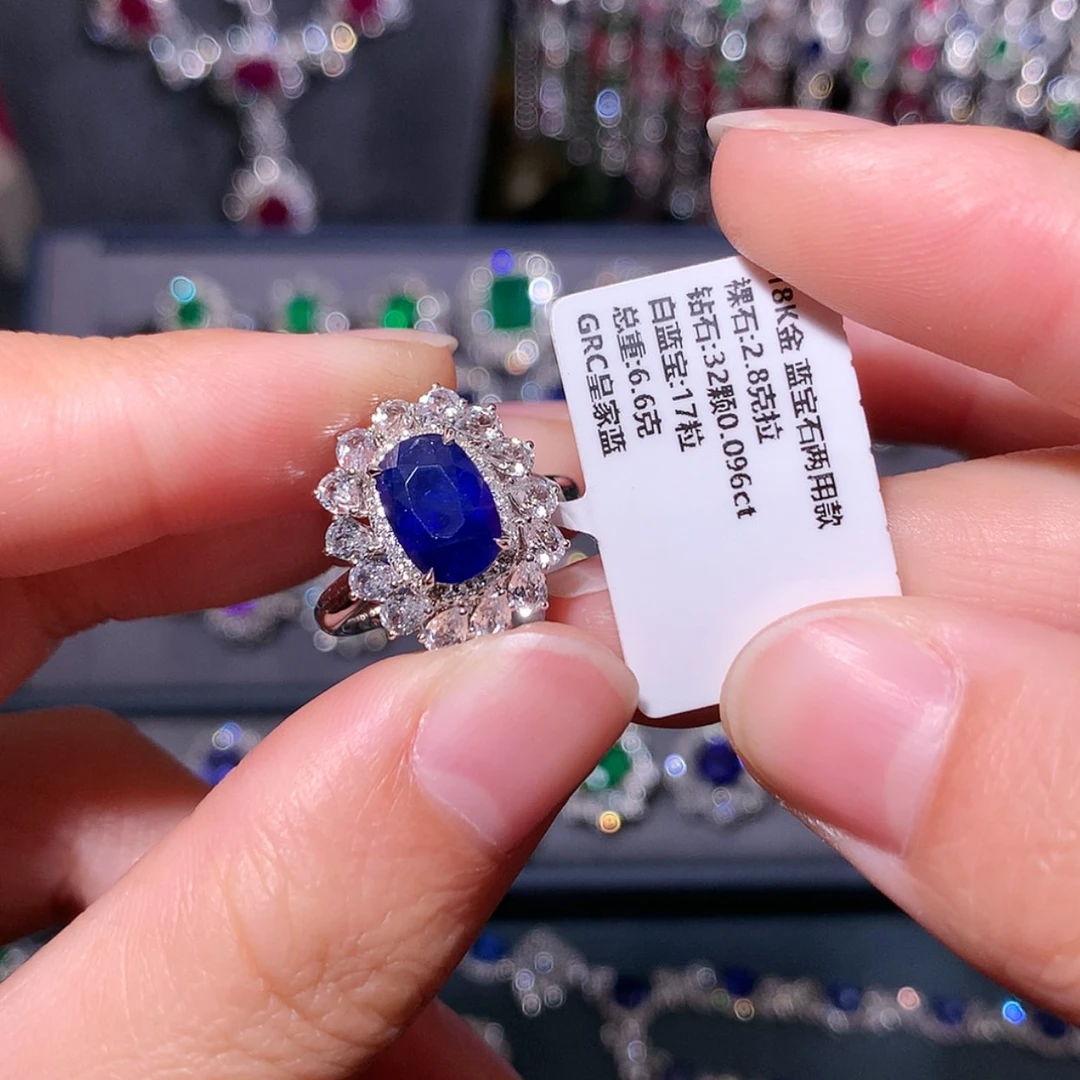 18K金 蓝宝石两用款
裸石:2.8克拉
钻石:32颗0.096ct
白蓝宝:17粒
总重:6.6克
GRC皇家蓝